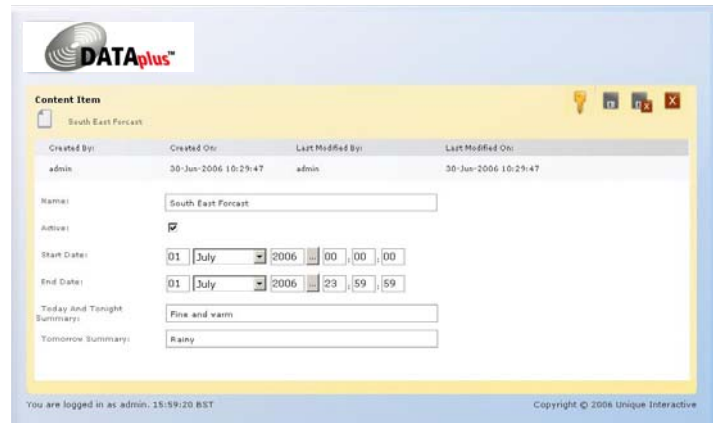 DATAplus™
Content Item
South East Forcast
Created By: Created On: Last Modified By: Last Modified On:
admin 30-Jun-2006 10:29:47 admin 30-Jun-2006 10:29:47
Name: South East Forcast
Active:
Start Date: 01 July 2006 ... 00 : 00 : 00
End Date: 01 July 2006 ... 23 : 59 : 59
Today And Tonight
Summary: Fine and warm
Tomorrow Summary: Rainy
You are logged in as admin. 15:59:20 BST Copyright © 2006 Unique Interactive